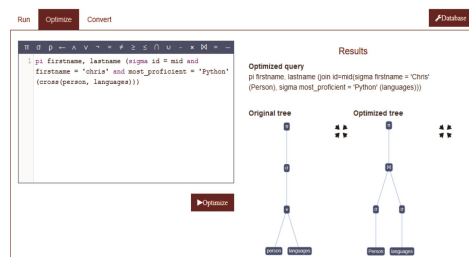 Run Optimize Convert
Database
π σ ρ ← ∧ ∨ ¬ = ≠ ≥ ≤ ∩ ∪ - × ⋈ ÷ →
1 pi firstname, lastname (sigma id = mid and
firstname = 'chris' and most_proficient = 'Python'
(cross(person, languages)))
Optimize
Results
Optimized query
pi firstname, lastname (join id=mid(sigma firstname = 'Chris'
(Person), sigma most_proficient = 'Python' (languages)))
Original tree Optimized tree
π π
σ ⋈
× σ σ
person languages Person languages